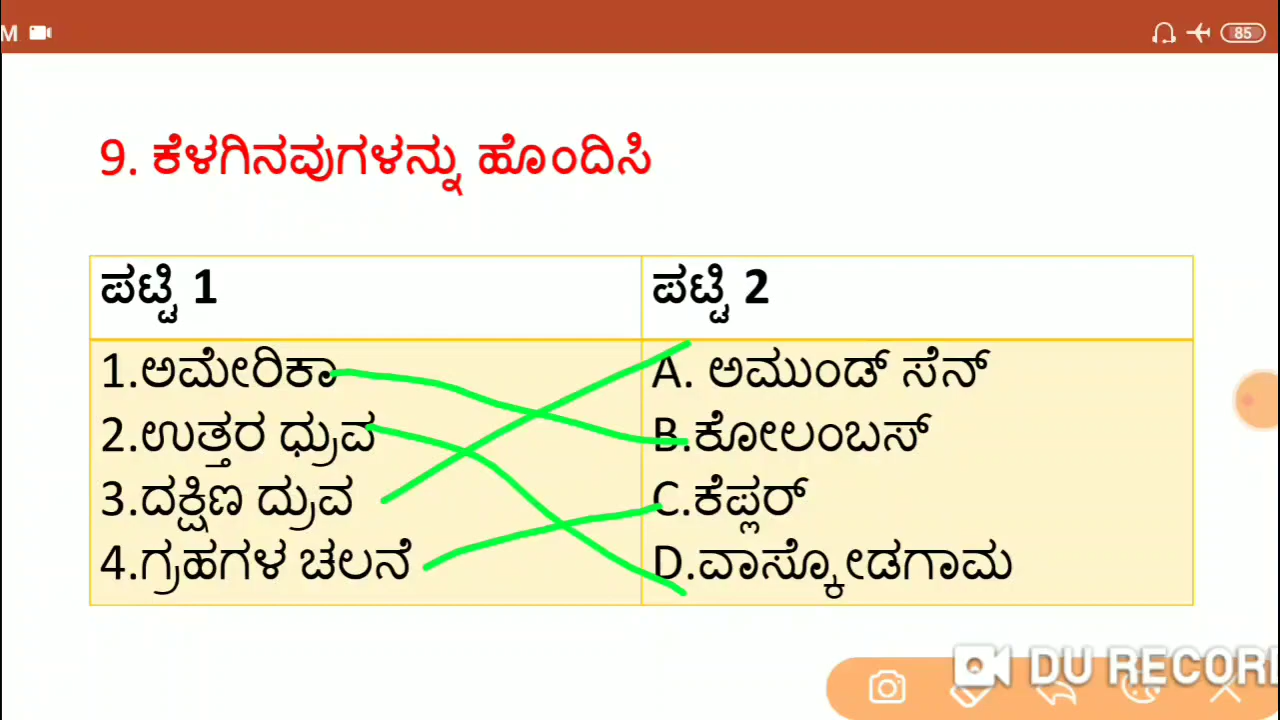 M
85
9. ಕೆಳಗಿನವುಗಳನ್ನು ಹೊಂದಿಸಿ
ಪಟ್ಟಿ 1
ಪಟ್ಟಿ 2
1.ಅಮೇರಿಕಾ
A. ಅಮುಂಡ್ ಸೆನ್
2.ಉತ್ತರ ಧ್ರುವ
B.ಕೋಲಂಬಸ್
3.ದಕ್ಷಿಣ ದ್ರುವ
C.ಕೆಪ್ಲರ್
4.ಗ್ರಹಗಳ ಚಲನೆ
D.ವಾಸ್ಕೋಡಗಾಮ
DU RECOR